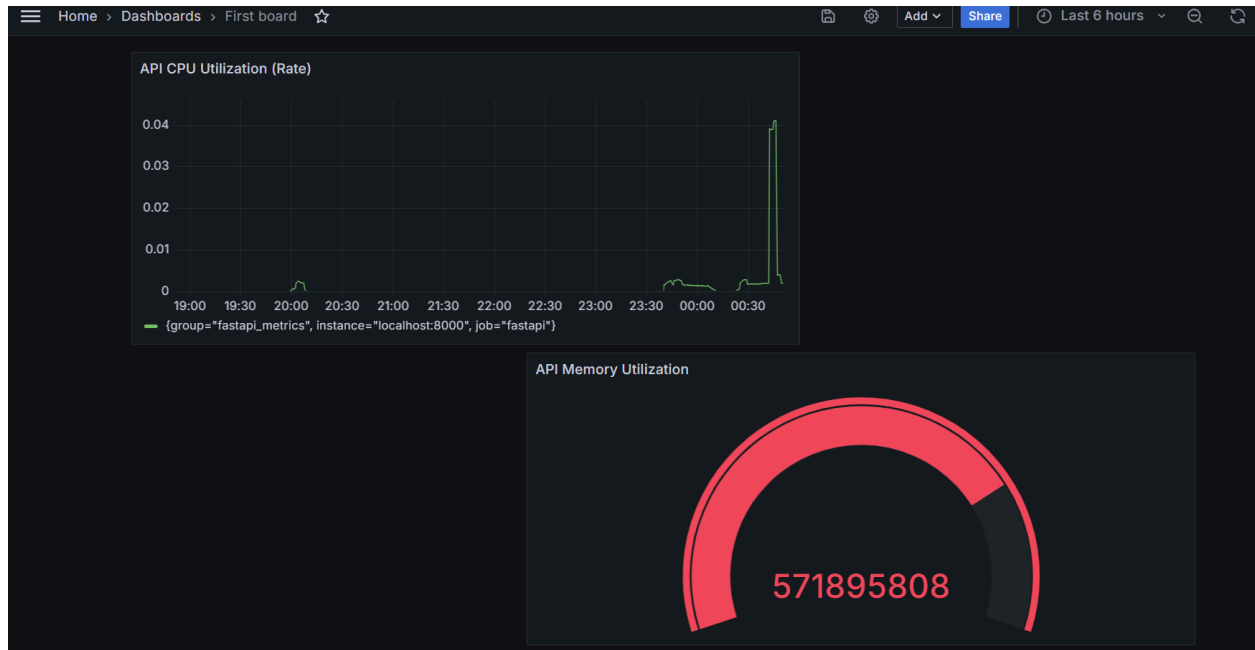 Home › Dashboards › First board
Add
Share
Last 6 hours
API CPU Utilization (Rate)
0.04
0.03
0.02
0.01
0
19:00 19:30 20:00 20:30 21:00 21:30 22:00 22:30 23:00 23:30 00:00 00:30
{group="fastapi_metrics", instance="localhost:8000", job="fastapi"}
API Memory Utilization
571895808